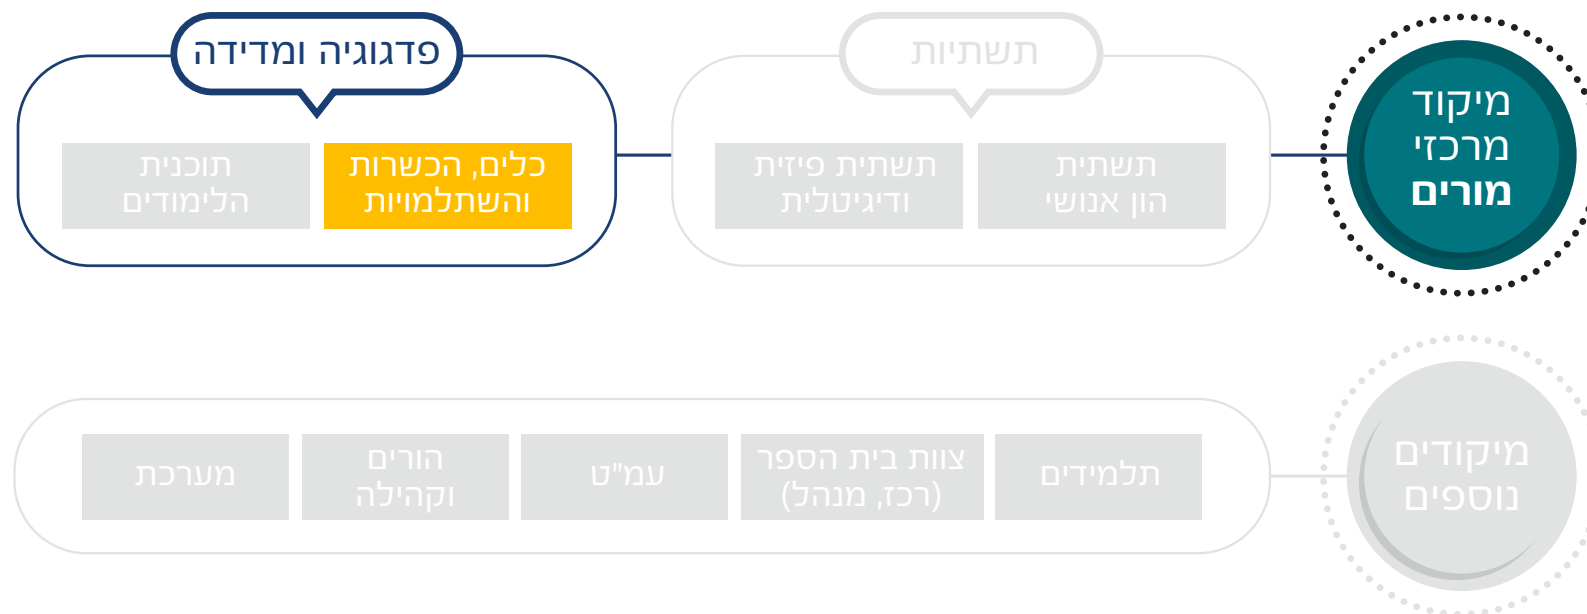 מיקוד
מרכזי
מורים
תשתיות
תשתית
הון אנושי
תשתית פיזית
ודיגיטלית
פדגוגיה ומדידה
כלים, הכשרות
והשתלמויות
תוכנית
הלימודים
מיקודים
נוספים
תלמידים
צוות בית הספר
(רכז, מנהל)
עמ"ט
הורים
וקהילה
מערכת